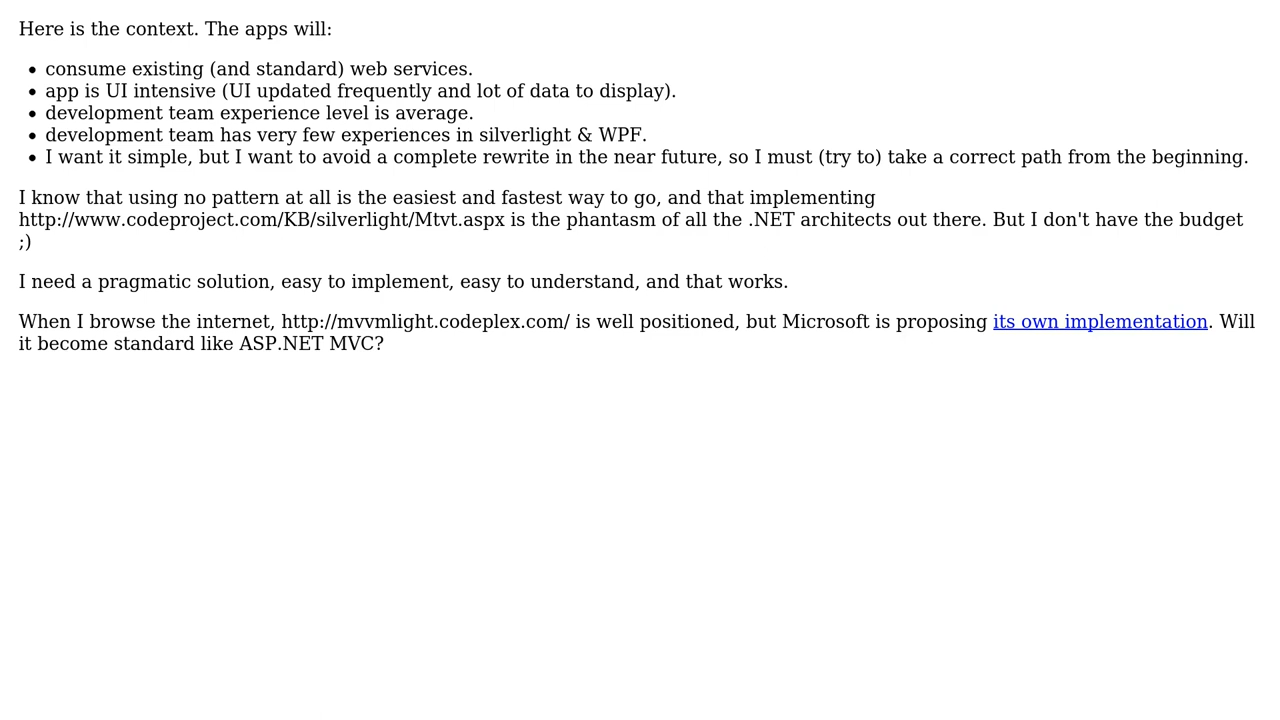 Here is the context. The apps will:
• consume existing (and standard) web services.
• app is UI intensive (UI updated frequently and lot of data to display).
• development team experience level is average.
• development team has very few experiences in silverlight & WPF.
• I want it simple, but I want to avoid a complete rewrite in the near future, so I must (try to) take a correct path from the beginning.
I know that using no pattern at all is the easiest and fastest way to go, and that implementing
http://www.codeproject.com/KB/silverlight/Mtvt.aspx is the phantasm of all the .NET architects out there. But I don't have the budget
;)
I need a pragmatic solution, easy to implement, easy to understand, and that works.
When I browse the internet, http://mvvmlight.codeplex.com/ is well positioned, but Microsoft is proposing its own implementation. Will
it become standard like ASP.NET MVC?